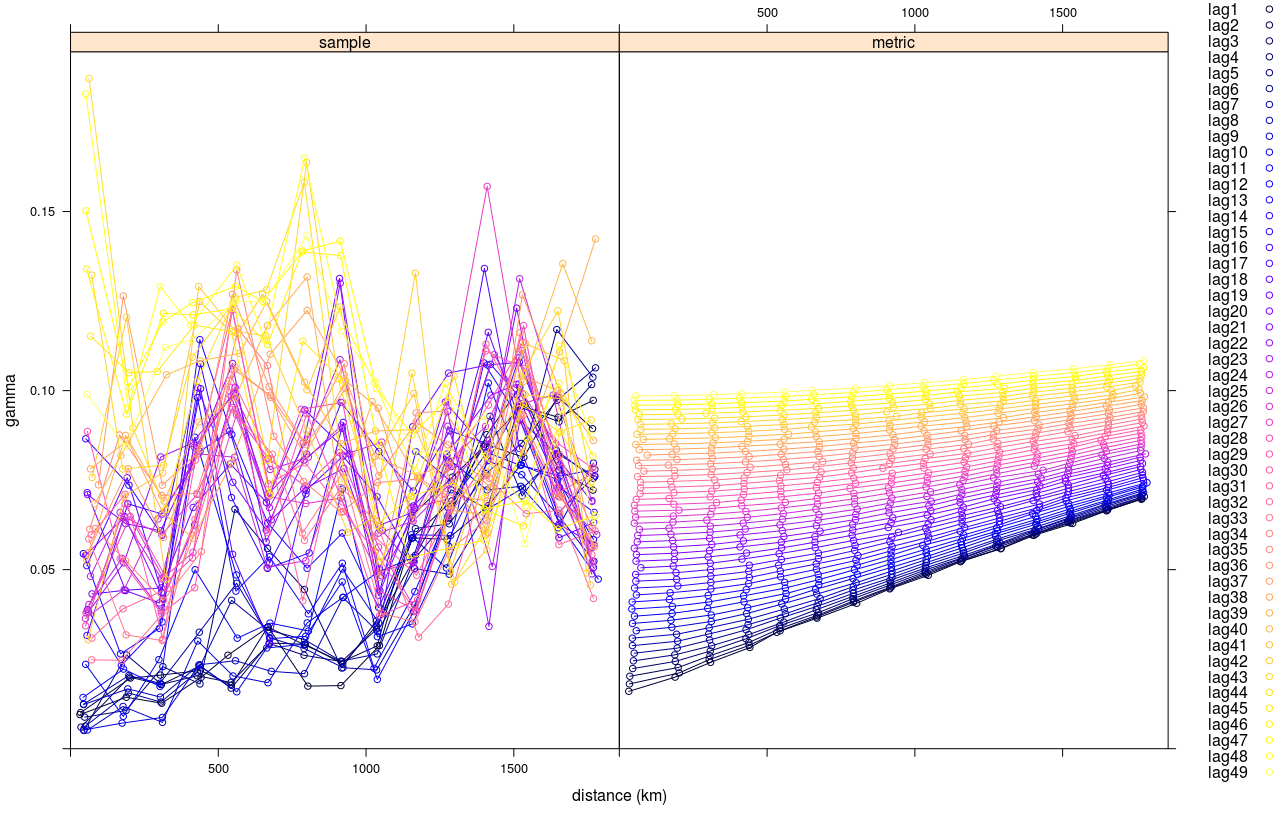 500 1000 1500
sample metric
0.15
0.10
0.05
gamma
500 1000 1500
distance (km)
lag1
lag2
lag3
lag4
lag5
lag6
lag7
lag8
lag9
lag10
lag11
lag12
lag13
lag14
lag15
lag16
lag17
lag18
lag19
lag20
lag21
lag22
lag23
lag24
lag25
lag26
lag27
lag28
lag29
lag30
lag31
lag32
lag33
lag34
lag35
lag36
lag37
lag38
lag39
lag40
lag41
lag42
lag43
lag44
lag45
lag46
lag47
lag48
lag49